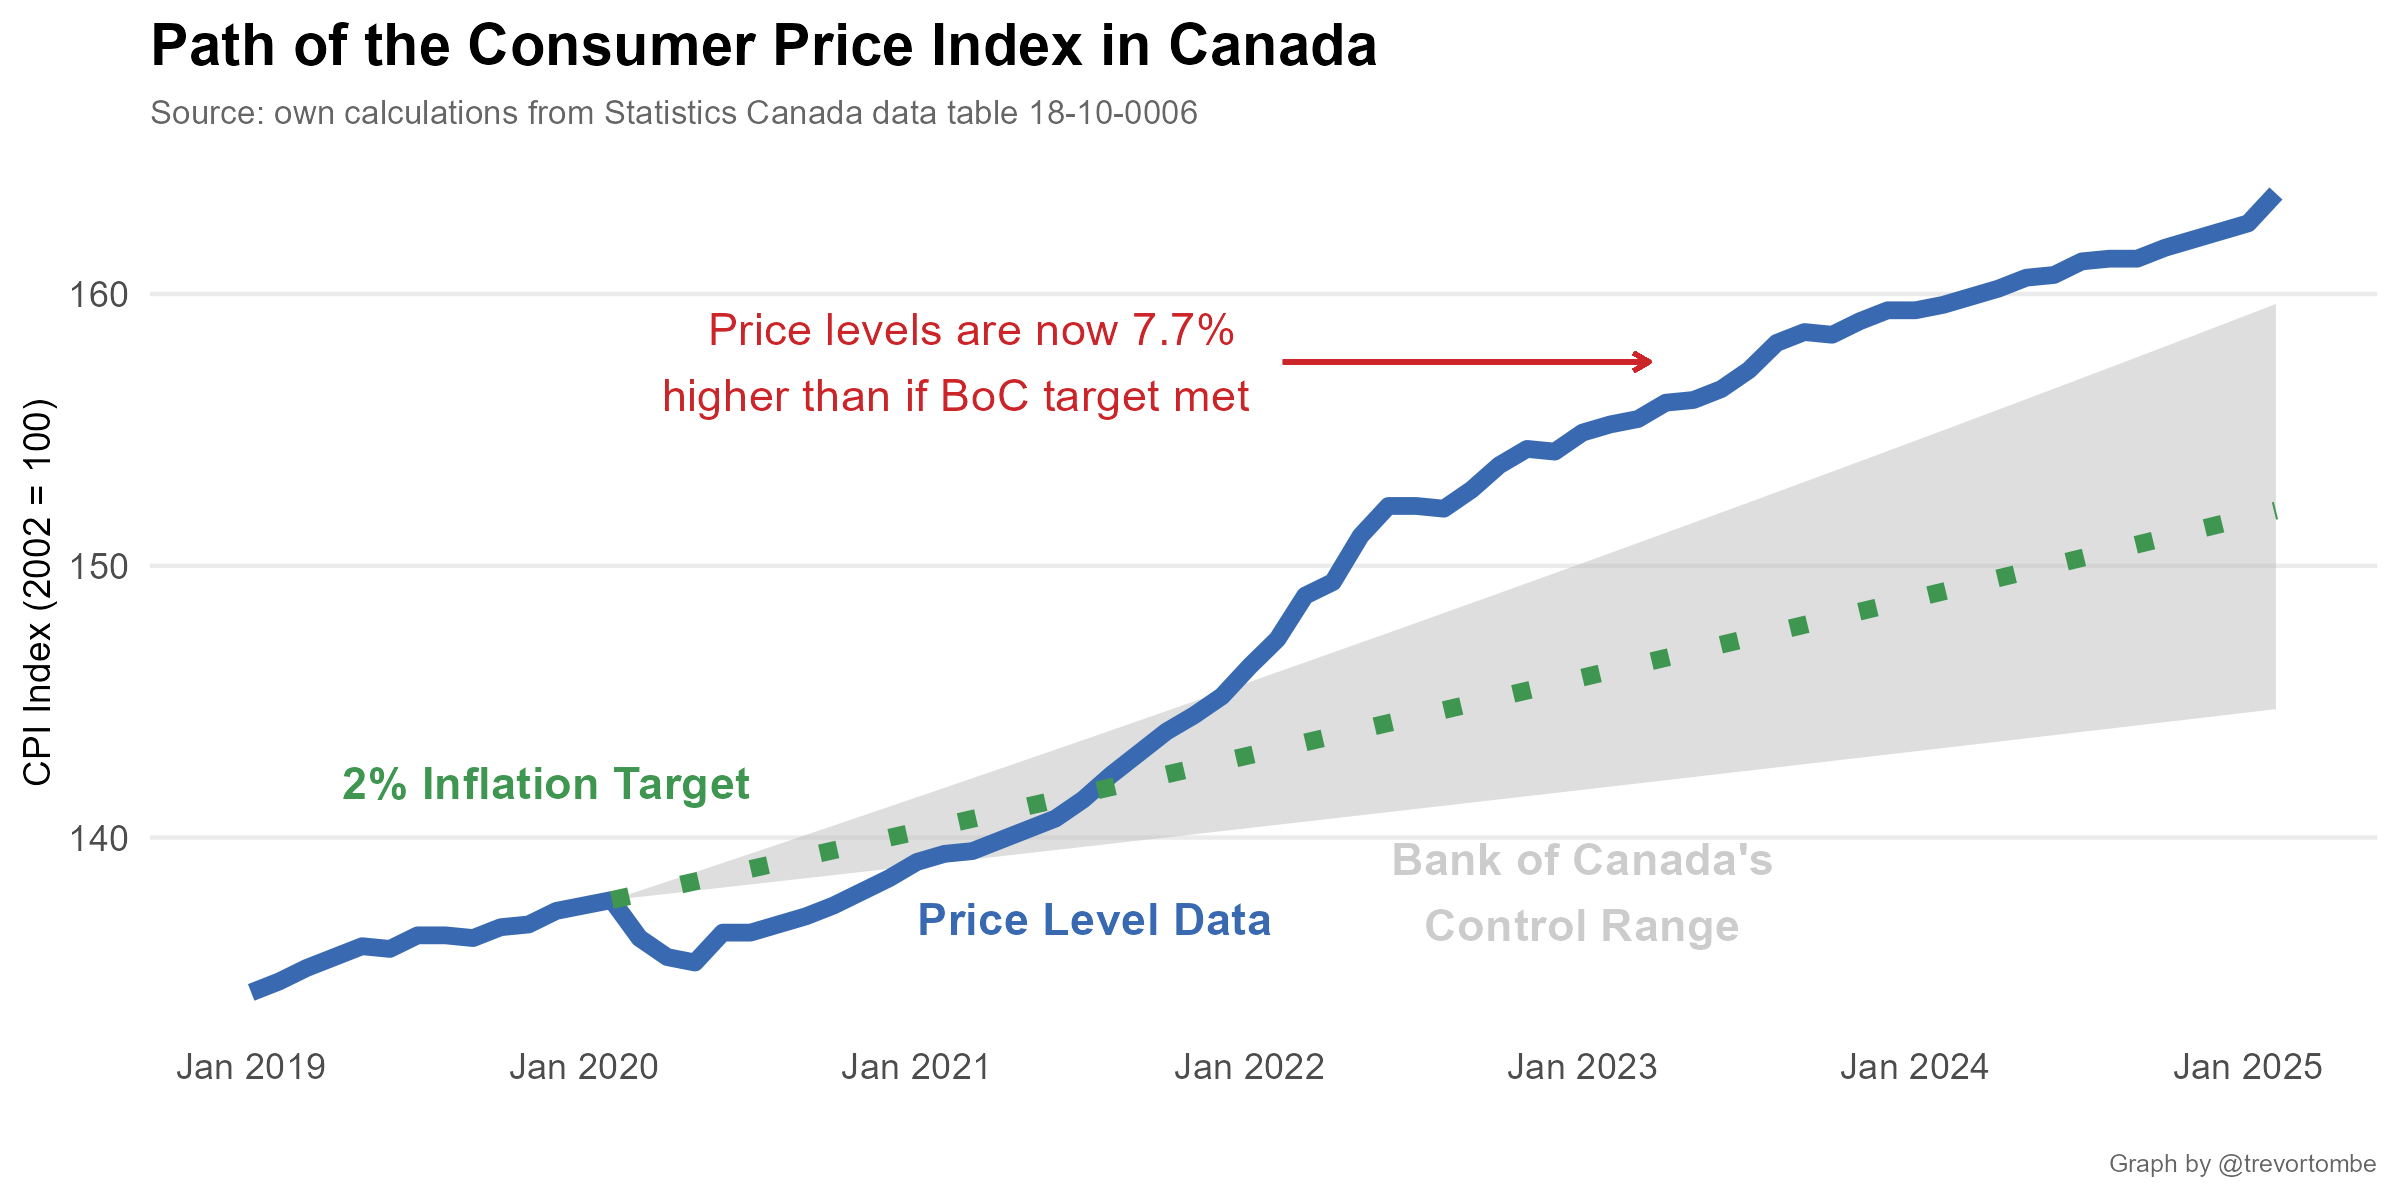 Path of the Consumer Price Index in Canada
Source: own calculations from Statistics Canada data table 18-10-0006
CPI Index (2002 = 100)
160
150
140
Price levels are now 7.7%
higher than if BoC target met
2% Inflation Target
Price Level Data
Bank of Canada's
Control Range
Jan 2019
Jan 2020
Jan 2021
Jan 2022
Jan 2023
Jan 2024
Jan 2025
Graph by @trevortombe